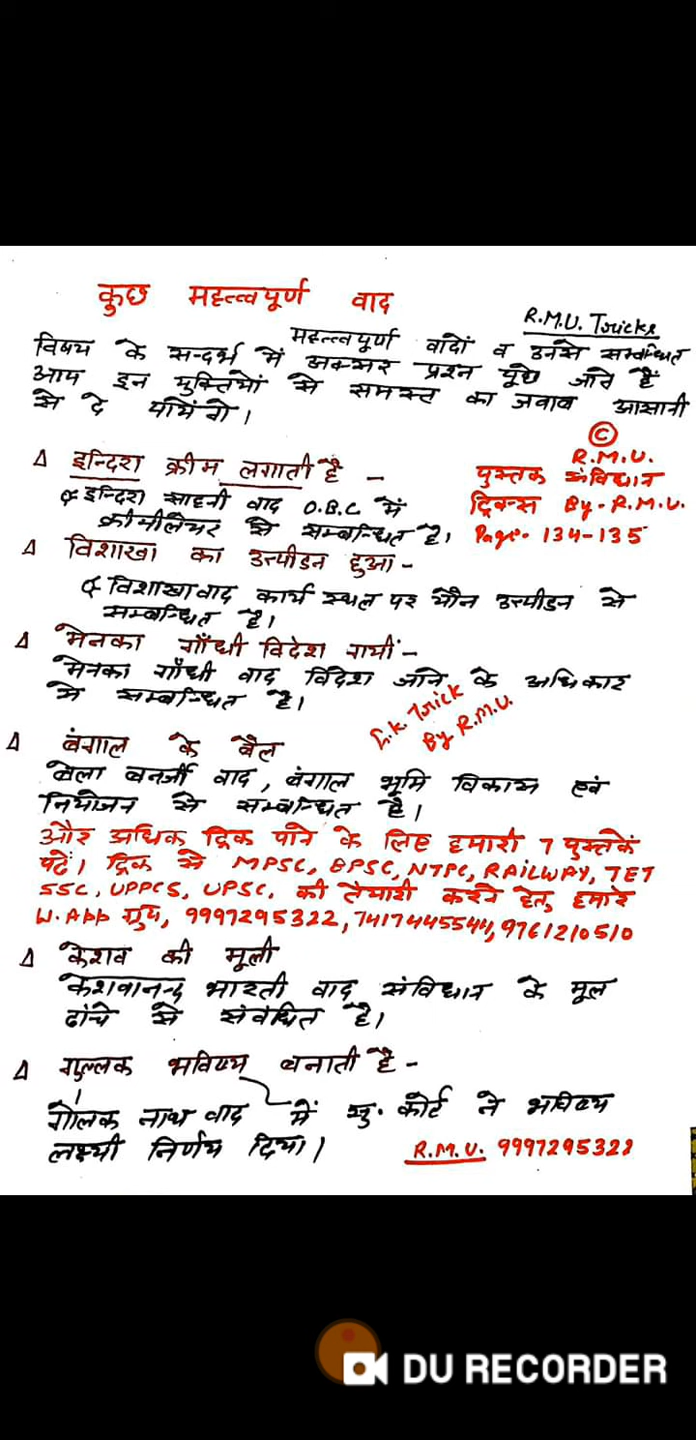 कुछ महत्त्वपूर्ण वाद
R.M.U. Tricks
विषय के सन्दर्भ में महत्त्वपूर्ण वादों व उनसे सम्बन्धित
अक्सर प्रश्न पूछे जाते हैं
आप इन युक्तियों से समस्त का जवाब आसानी
से दे पायेंगे।
©
R.M.U.
पुस्तक संविधान
ट्रिक्स By - R.M.U.
Page - 134-135
Δ इन्दिरा क्रीम लगाती है -
इन्दिरा साहनी वाद O.B.C में
क्रीमीलेयर से सम्बन्धित है।
Δ विशाखा का उत्पीडन हुआ -
विशाखावाद कार्य स्थल पर यौन उत्पीडन से
सम्बन्धित है।
Δ मेनका गाँधी विदेश गयीं -
मेनका गाँधी वाद विदेश जाने के अधिकार
से सम्बन्धित है।
G.K. Trick
By R.M.U.
Δ बंगाल के बैल
बेला बनर्जी वाद, बंगाल भूमि विकास एवं
नियोजन से सम्बन्धित है।
और अधिक ट्रिक पाने के लिए हमारी 7 पुस्तकें
पढें। ट्रिक से MPSC, BPSC, NTPC, RAILWAY, TET
SSC, UPPCS, UPSC. की तैयारी करने हेतु हमारे
W. App ग्रुप, 9997295322, 7417445544, 9761210510
Δ केशव की मूली
केशवानन्द भारती वाद संविधान के मूल
ढांचे से संबंधित है।
Δ गुल्लक भविष्य बनाती है -
गोलक नाथ वाद में सु. कोर्ट ने भविष्य
लक्ष्यी निर्णय दिया।
R.M.U. 9997295322
DU RECORDER